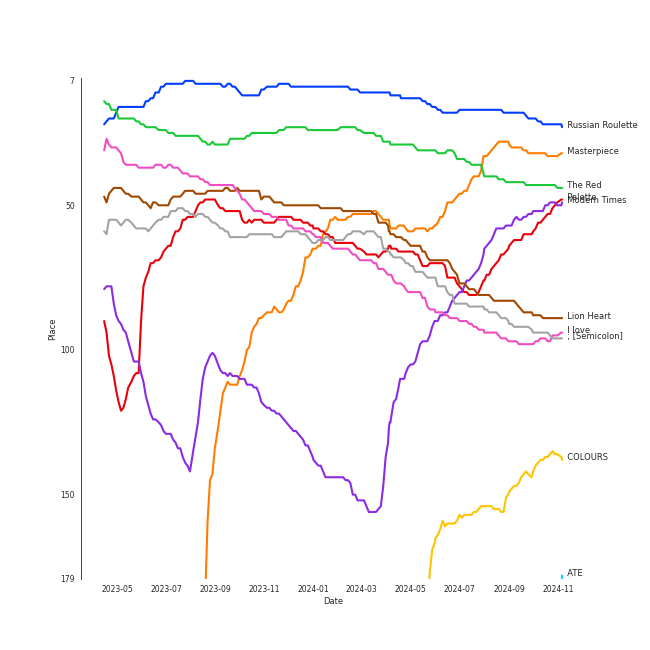 7
50
100
150
179
Place
2023-05
2023-07
2023-09
2023-11
2024-01
2024-03
2024-05
2024-07
2024-09
2024-11
Date
Russian Roulette
Masterpiece
The Red
Palette
Modern Times
Lion Heart
I love
; [Semicolon]
COLOURS
ATE